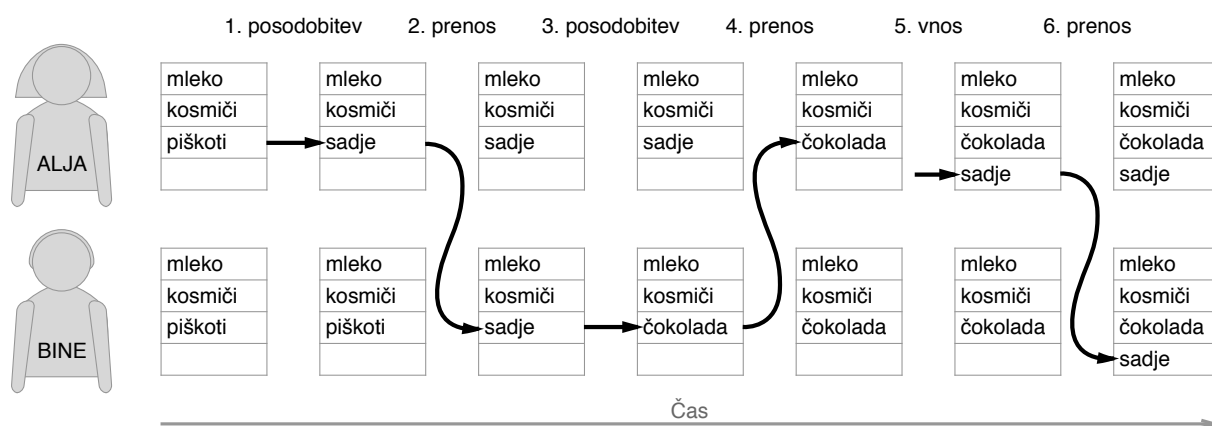 1. posodobitev 2. prenos 3. posodobitev 4. prenos 5. vnos 6. prenos
mleko mleko mleko mleko mleko mleko mleko
kosmiči kosmiči kosmiči kosmiči kosmiči kosmiči kosmiči
piškoti sadje sadje sadje čokolada čokolada čokolada
ALJA
sadje sadje
mleko mleko mleko mleko mleko mleko mleko
kosmiči kosmiči kosmiči kosmiči kosmiči kosmiči kosmiči
piškoti piškoti sadje čokolada čokolada čokolada čokolada
BINE
sadje
Čas